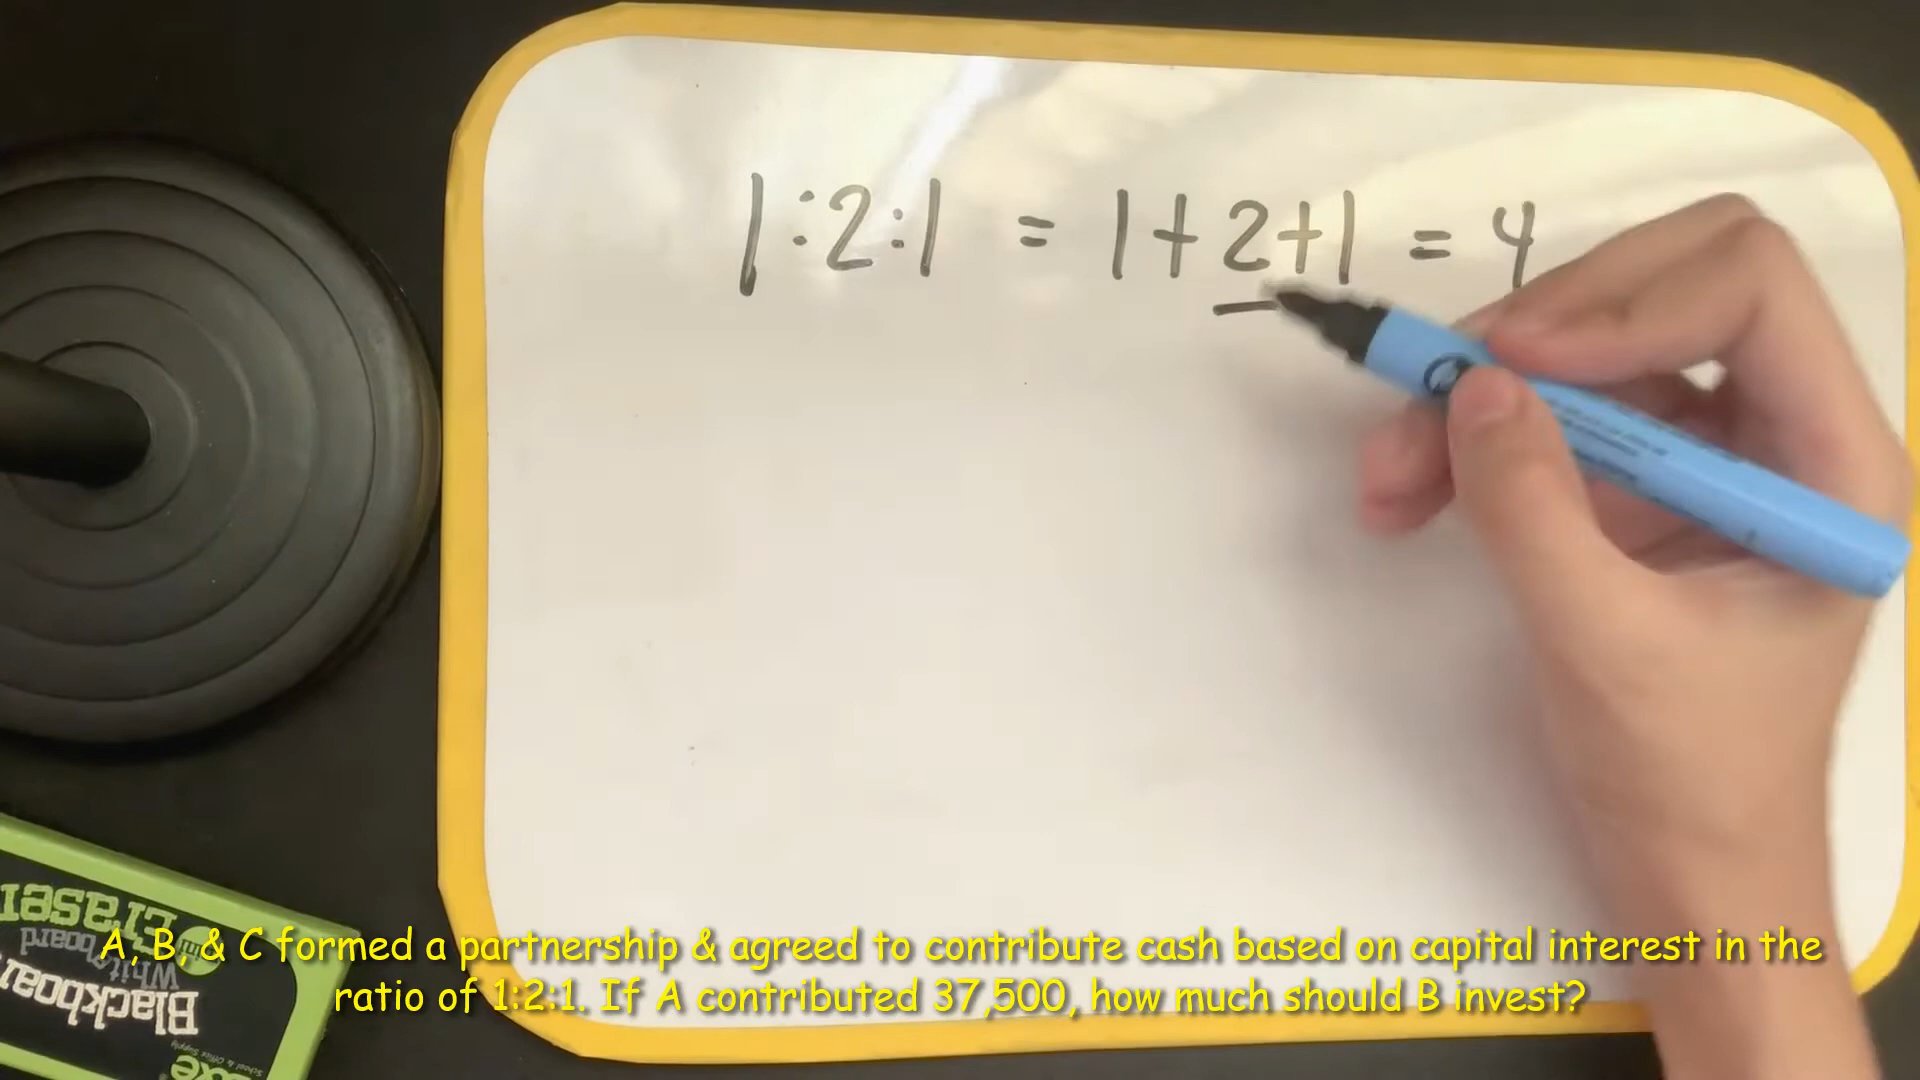 1:2:1 = 1+2+1 = 4
Eraser
Whiteboard
A, B, & C formed a partnership & agreed to contribute cash based on capital interest in the
ratio of 1:2:1. If A contributed 37,500, how much should B invest?